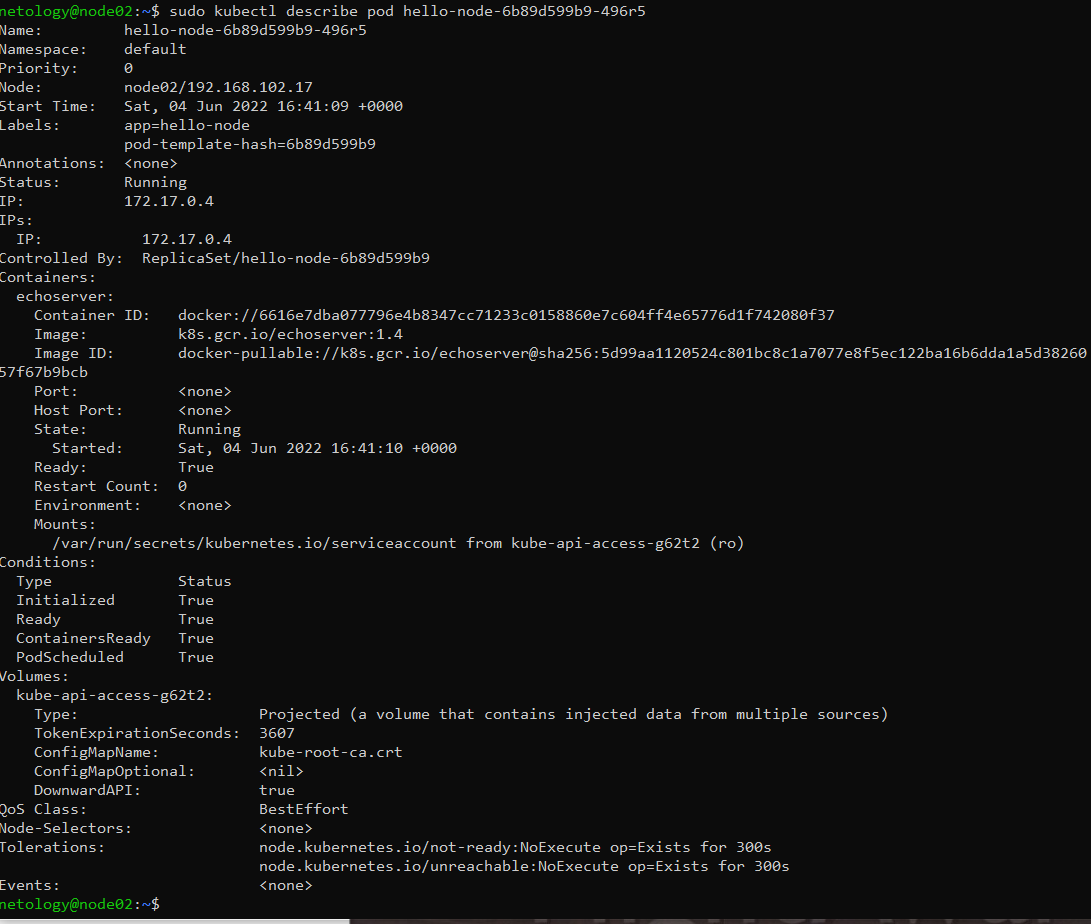 netology@node02:~$ sudo kubectl describe pod hello-node-6b89d599b9-496r5
Name:         hello-node-6b89d599b9-496r5
Namespace:    default
Priority:     0
Node:         node02/192.168.102.17
Start Time:   Sat, 04 Jun 2022 16:41:09 +0000
Labels:       app=hello-node
              pod-template-hash=6b89d599b9
Annotations:  <none>
Status:       Running
IP:           172.17.0.4
IPs:
  IP:           172.17.0.4
Controlled By:  ReplicaSet/hello-node-6b89d599b9
Containers:
  echoserver:
    Container ID:   docker://6616e7dba077796e4b8347cc71233c0158860e7c604ff4e65776d1f742080f37
    Image:          k8s.gcr.io/echoserver:1.4
    Image ID:       docker-pullable://k8s.gcr.io/echoserver@sha256:5d99aa1120524c801bc8c1a7077e8f5ec122ba16b6dda1a5d38260
57f67b9bcb
    Port:           <none>
    Host Port:      <none>
    State:          Running
      Started:      Sat, 04 Jun 2022 16:41:10 +0000
    Ready:          True
    Restart Count:  0
    Environment:    <none>
    Mounts:
      /var/run/secrets/kubernetes.io/serviceaccount from kube-api-access-g62t2 (ro)
Conditions:
  Type              Status
  Initialized       True
  Ready             True
  ContainersReady   True
  PodScheduled      True
Volumes:
  kube-api-access-g62t2:
    Type:                    Projected (a volume that contains injected data from multiple sources)
    TokenExpirationSeconds:  3607
    ConfigMapName:           kube-root-ca.crt
    ConfigMapOptional:       <nil>
    DownwardAPI:             true
QoS Class:                   BestEffort
Node-Selectors:              <none>
Tolerations:                 node.kubernetes.io/not-ready:NoExecute op=Exists for 300s
                             node.kubernetes.io/unreachable:NoExecute op=Exists for 300s
Events:                      <none>
netology@node02:~$